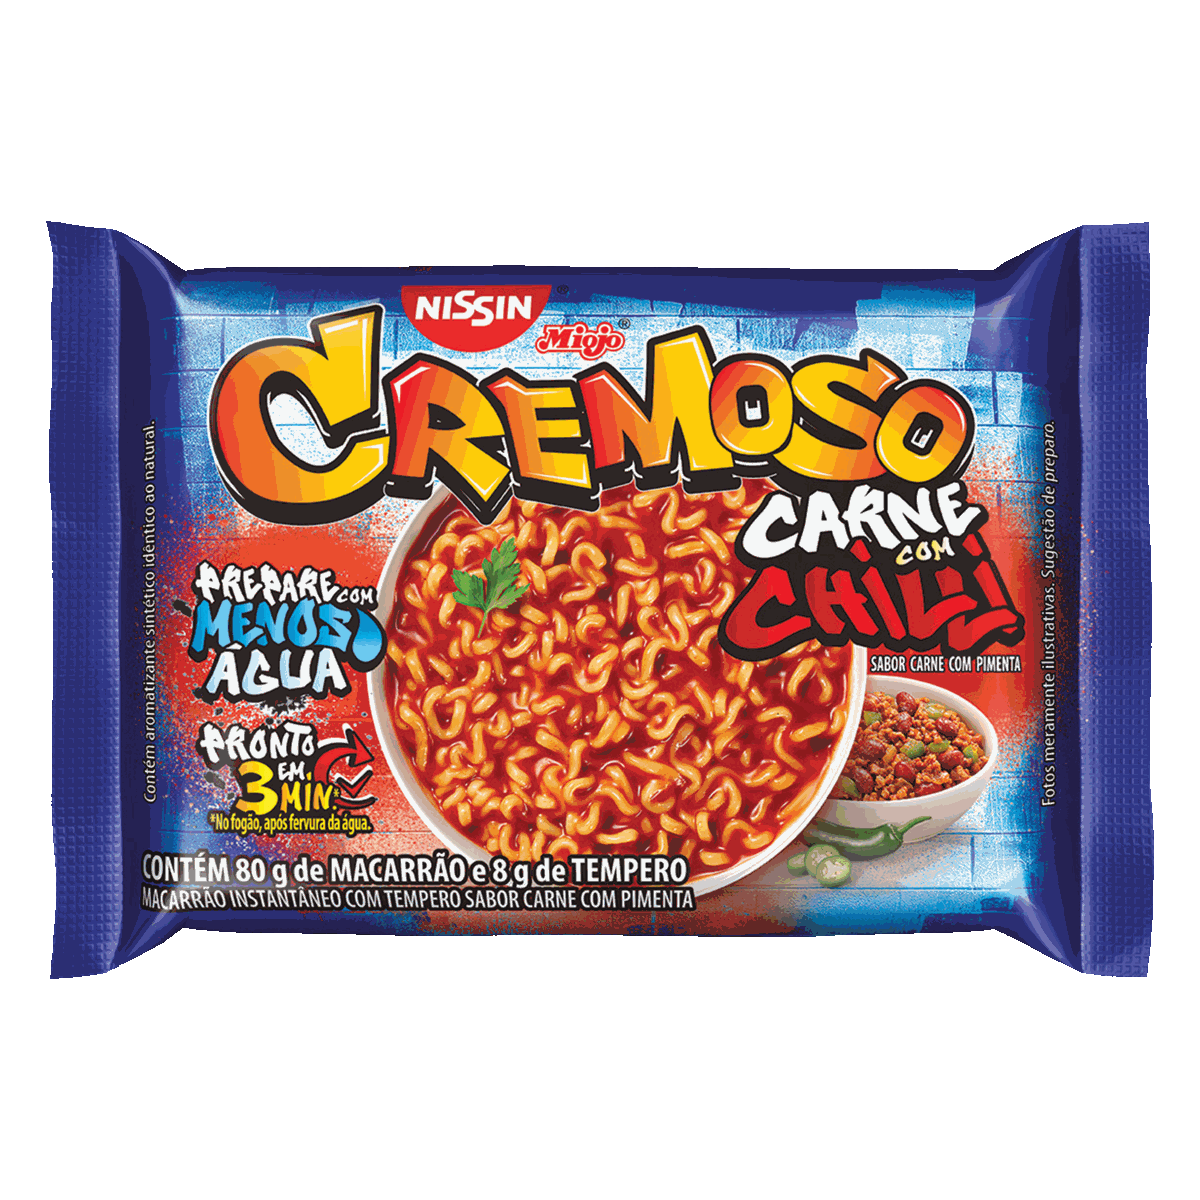 NISSIN
Miojo®
CREMOSO
CARNE
COM
CHILLI
SABOR CARNE COM PIMENTA
PREPARE COM
MENOS
ÁGUA
PRONTO
EM
3 MIN.*
*No fogão, após fervura da água.
CONTÉM 80 g de MACARRÃO e 8 g de TEMPERO
MACARRÃO INSTANTÂNEO COM TEMPERO SABOR CARNE COM PIMENTA
Contém aromatizante sintético idêntico ao natural.
Fotos meramente ilustrativas. Sugestão de preparo.